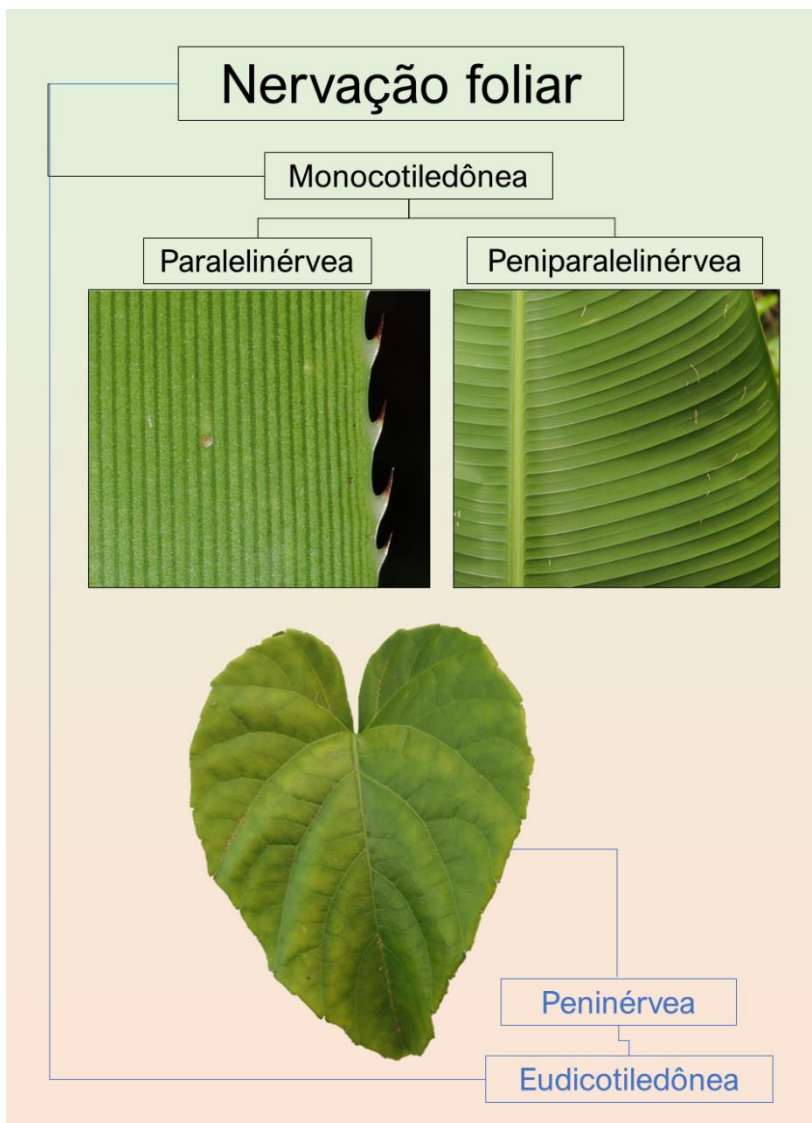 Nervação foliar
Monocotiledônea
Paralelinérvea
Peniparalelinérvea
Peninérvea
Eudicotiledônea